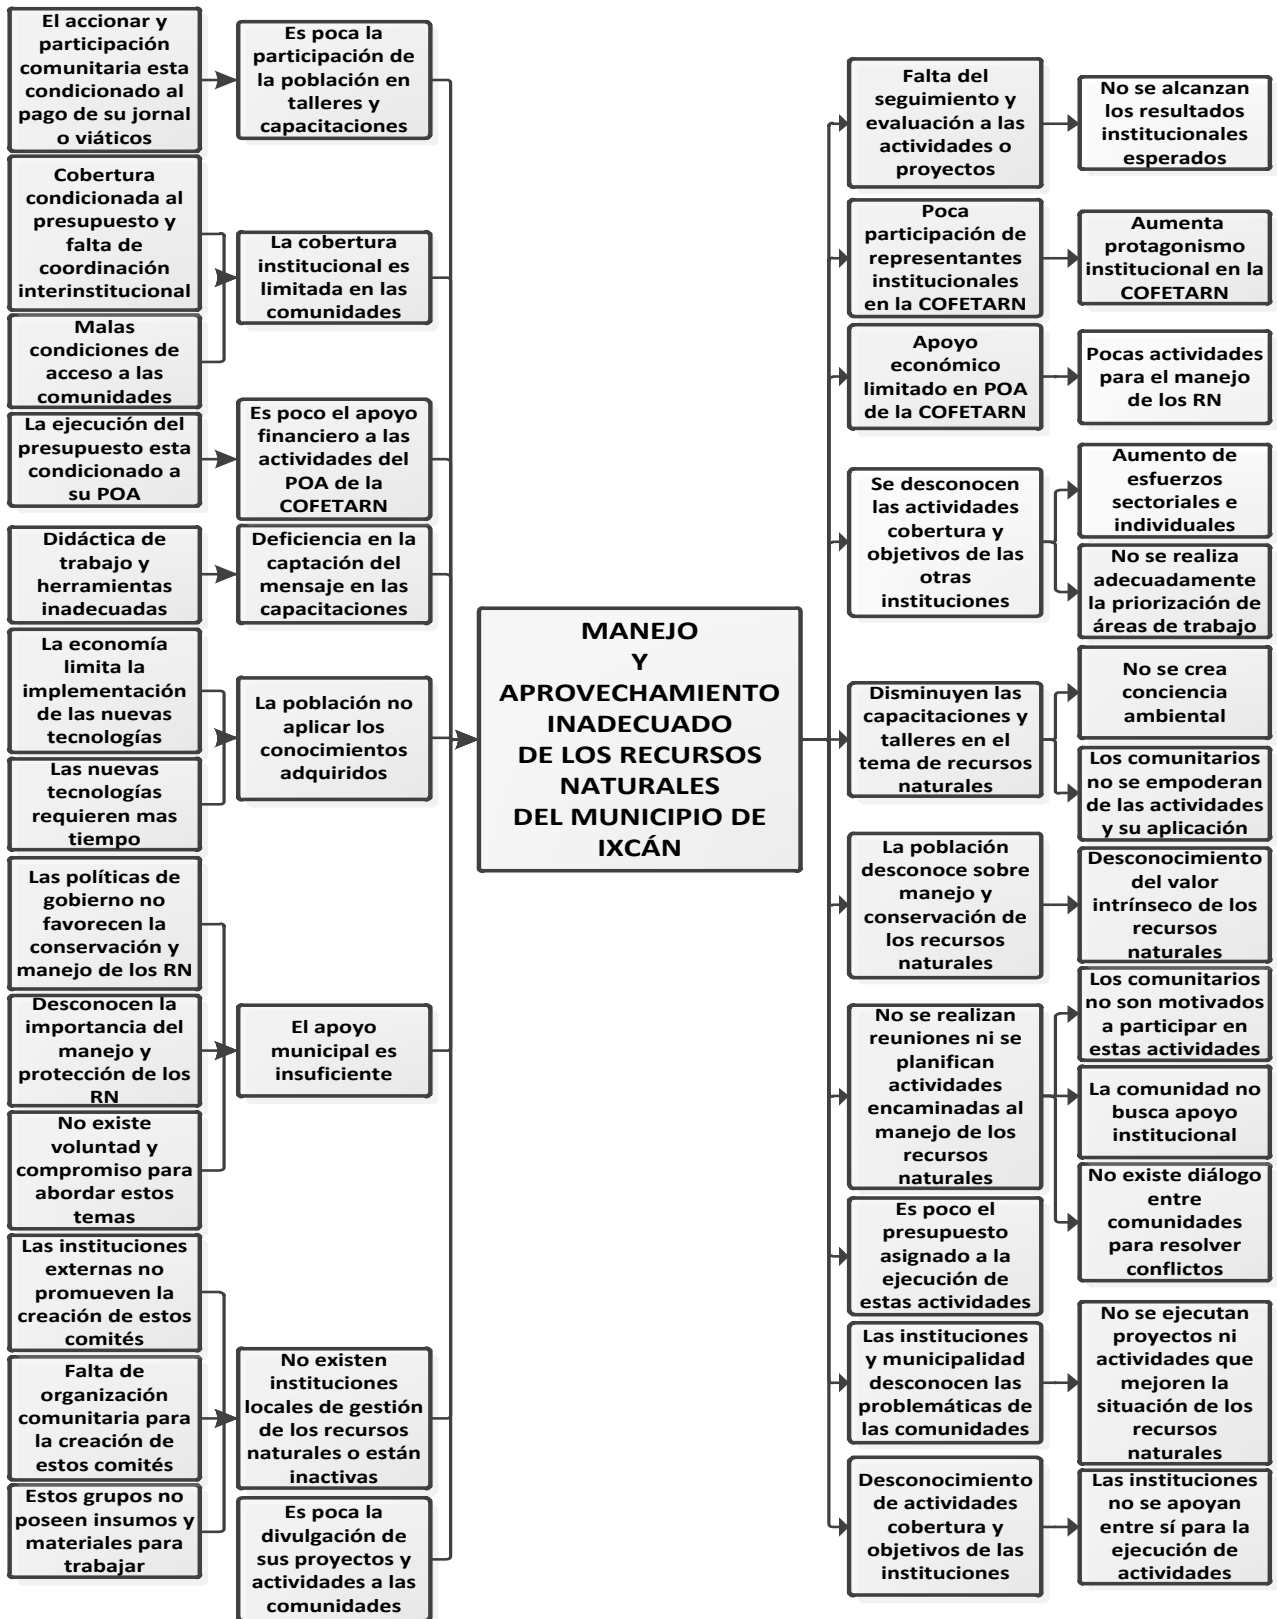 El accionar y
participación
comunitaria esta
condicionado al
pago de su jornal
o viáticos
Cobertura
condicionada al
presupuesto y
falta de
coordinación
interinstitucional
Malas
condiciones de
acceso a las
comunidades
La ejecución del
presupuesto esta
condicionado a
su POA
Didáctica de
trabajo y
herramientas
inadecuadas
La economía
limita la
implementación
de las nuevas
tecnologías
Las nuevas
tecnologías
requieren mas
tiempo
Las políticas de
gobierno no
favorecen la
conservación y
manejo de los RN
Desconocen la
importancia del
manejo y
protección de los
RN
No existe
voluntad y
compromiso para
abordar estos
temas
Las instituciones
externas no
promueven la
creación de estos
comités
Falta de
organización
comunitaria para
la creación de
estos comités
Estos grupos no
poseen insumos y
materiales para
trabajar
Es poca la
participación de
la población en
talleres y
capacitaciones
La cobertura
institucional es
limitada en las
comunidades
Es poco el apoyo
financiero a las
actividades del
POA de la
COFETARN
Deficiencia en la
captación del
mensaje en las
capacitaciones
La población no
aplicar los
conocimientos
adquiridos
El apoyo
municipal es
insuficiente
No existen
instituciones
locales de gestión
de los recursos
naturales o están
inactivas
Es poca la
divulgación de
sus proyectos y
actividades a las
comunidades
MANEJO
Y
APROVECHAMIENTO
INADECUADO
DE LOS RECURSOS
NATURALES
DEL MUNICIPIO DE
IXCÁN
Falta del
seguimiento y
evaluación a las
actividades o
proyectos
Poca
participación de
representantes
institucionales
en la COFETARN
Apoyo
económico
limitado en POA
de la COFETARN
Se desconocen
las actividades
cobertura y
objetivos de las
otras
instituciones
Disminuyen las
capacitaciones y
talleres en el
tema de recursos
naturales
La población
desconoce sobre
manejo y
conservación de
los recursos
naturales
No se realizan
reuniones ni se
planifican
actividades
encaminadas al
manejo de los
recursos
naturales
Es poco el
presupuesto
asignado a la
ejecución de
estas actividades
Las instituciones
y municipalidad
desconocen las
problemáticas de
las comunidades
Desconocimiento
de actividades
cobertura y
objetivos de las
instituciones
No se alcanzan
los resultados
institucionales
esperados
Aumenta
protagonismo
institucional en la
COFETARN
Pocas actividades
para el manejo
de los RN
Aumento de
esfuerzos
sectoriales e
individuales
No se realiza
adecuadamente
la priorización de
áreas de trabajo
No se crea
conciencia
ambiental
Los comunitarios
no se empoderan
de las actividades
y su aplicación
Desconocimiento
del valor
intrínseco de los
recursos
naturales
Los comunitarios
no son motivados
a participar en
estas actividades
La comunidad no
busca apoyo
institucional
No existe diálogo
entre
comunidades
para resolver
conflictos
No se ejecutan
proyectos ni
actividades que
mejoren la
situación de los
recursos
naturales
Las instituciones
no se apoyan
entre sí para la
ejecución de
actividades